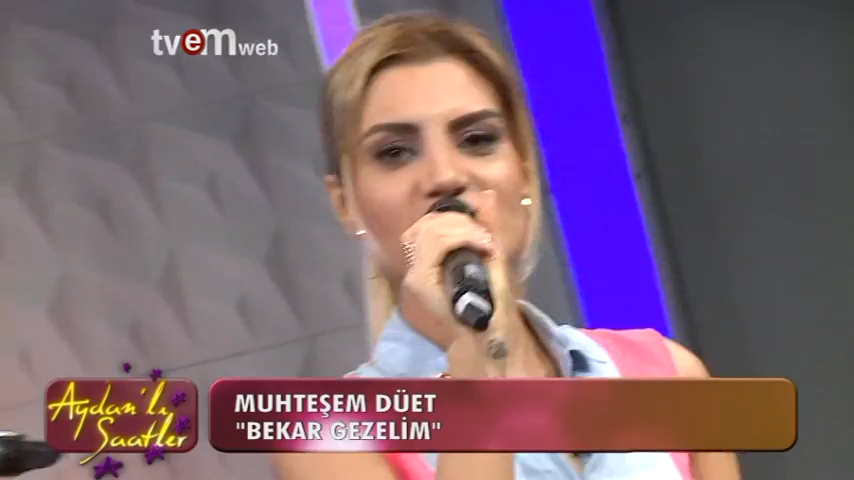 tvem web
MUHTEŞEM DÜET
"BEKAR GEZELİM"
Aydan'lı
Saatler